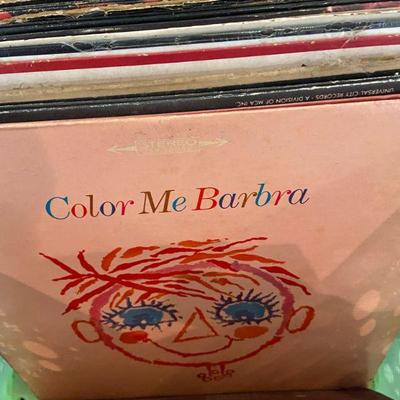 UNIVERSAL CITY RECORDS • A DIVISION OF MCA INC.
STEREO
Color Me Barbra